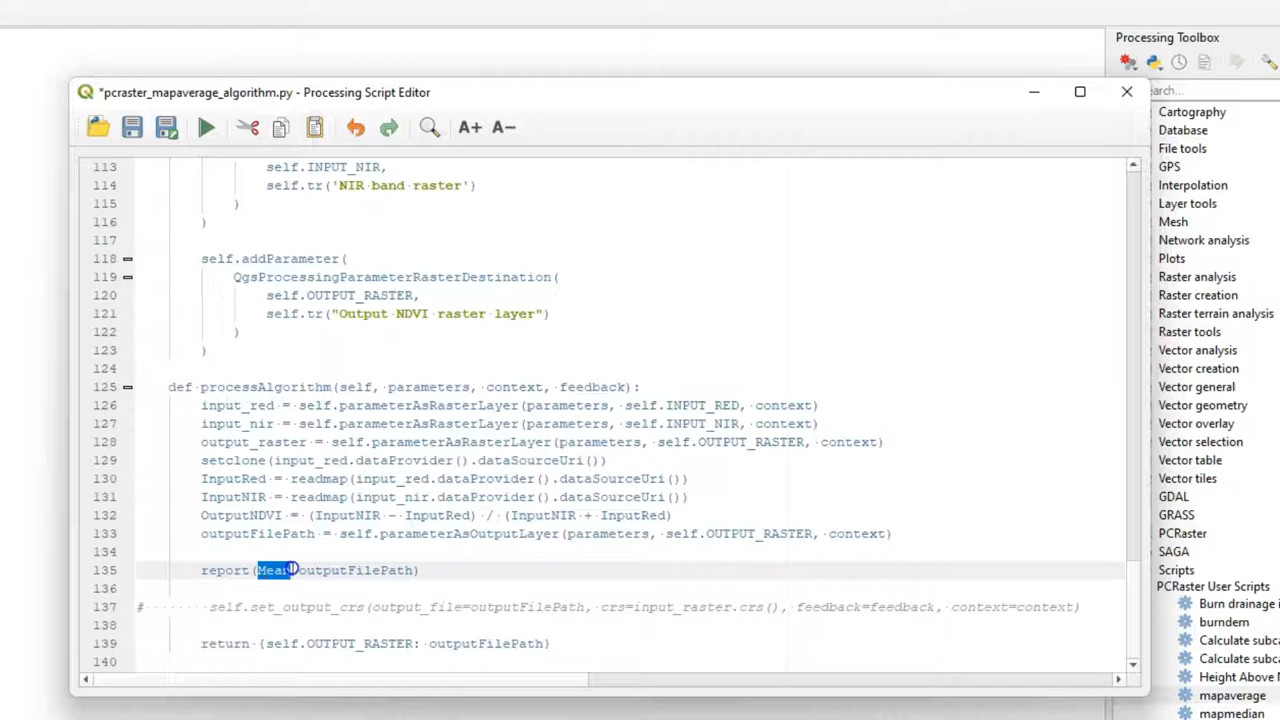 Processing Toolbox
earch...
*pcraster_mapaverage_algorithm.py - Processing Script Editor
A+ A-
113 self.INPUT_NIR,
114 self.tr('NIR band raster')
115 )
116 )
117
118 self.addParameter(
119 QgsProcessingParameterRasterDestination(
120 self.OUTPUT_RASTER,
121 self.tr("Output NDVI raster layer")
122 )
123 )
124
125 def processAlgorithm(self, parameters, context, feedback):
126 input_red = self.parameterAsRasterLayer(parameters, self.INPUT_RED, context)
127 input_nir = self.parameterAsRasterLayer(parameters, self.INPUT_NIR, context)
128 output_raster = self.parameterAsRasterLayer(parameters, self.OUTPUT_RASTER, context)
129 setclone(input_red.dataProvider().dataSourceUri())
130 InputRed = readmap(input_red.dataProvider().dataSourceUri())
131 InputNIR = readmap(input_nir.dataProvider().dataSourceUri())
132 OutputNDVI = (InputNIR - InputRed) / (InputNIR + InputRed)
133 outputFilePath = self.parameterAsOutputLayer(parameters, self.OUTPUT_RASTER, context)
134
135 report(Mean outputFilePath)
136
137 # self.set_output_crs(output_file=outputFilePath, crs=input_raster.crs(), feedback=feedback, context=context)
138
139 return {self.OUTPUT_RASTER: outputFilePath}
140
Cartography
Database
File tools
GPS
Interpolation
Layer tools
Mesh
Network analysis
Plots
Raster analysis
Raster creation
Raster terrain analysis
Raster tools
Vector analysis
Vector creation
Vector general
Vector geometry
Vector overlay
Vector selection
Vector table
Vector tiles
GDAL
GRASS
PCRaster
SAGA
Scripts
PCRaster User Scripts
Burn drainage i
burndem
Calculate subca
Calculate subca
Height Above N
mapaverage
mapmedian